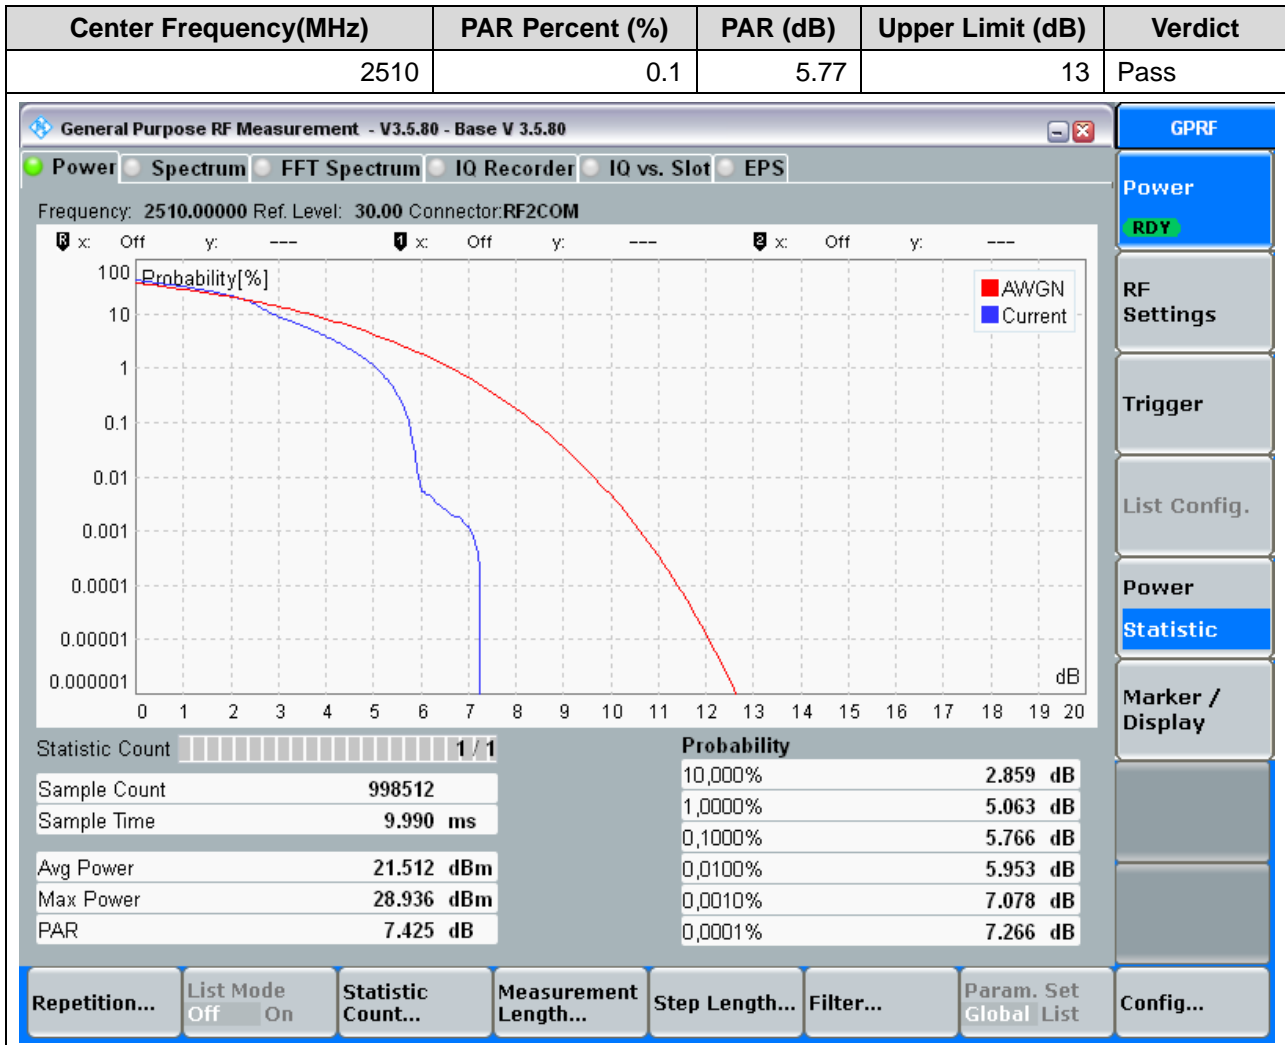 Center Frequency(MHz) PAR Percent (%) PAR (dB) Upper Limit (dB) Verdict
2510 0.1 5.77 13 Pass
General Purpose RF Measurement - V3.5.80 - Base V 3.5.80
GPRF
Power Spectrum FFT Spectrum IQ Recorder IQ vs. Slot EPS
Power
RDY
Frequency: 2510.00000 Ref. Level: 30.00 Connector:RF2COM
R x: Off y: --- 1 x: Off y: --- 2 x: Off y: ---
Probability[%]
AWGN
Current
100
10
1
0.1
0.01
0.001
0.0001
0.00001
0.000001
dB
0 1 2 3 4 5 6 7 8 9 10 11 12 13 14 15 16 17 18 19 20
RF
Settings
Trigger
List Config.
Power
Statistic
Marker /
Display
Statistic Count 1 / 1
Sample Count 998512
Sample Time 9.990 ms
Avg Power 21.512 dBm
Max Power 28.936 dBm
PAR 7.425 dB
Probability
10,000% 2.859 dB
1,0000% 5.063 dB
0,1000% 5.766 dB
0,0100% 5.953 dB
0,0010% 7.078 dB
0,0001% 7.266 dB
Repetition...
List Mode
Off On
Statistic
Count...
Measurement
Length...
Step Length...
Filter...
Param. Set
Global List
Config...